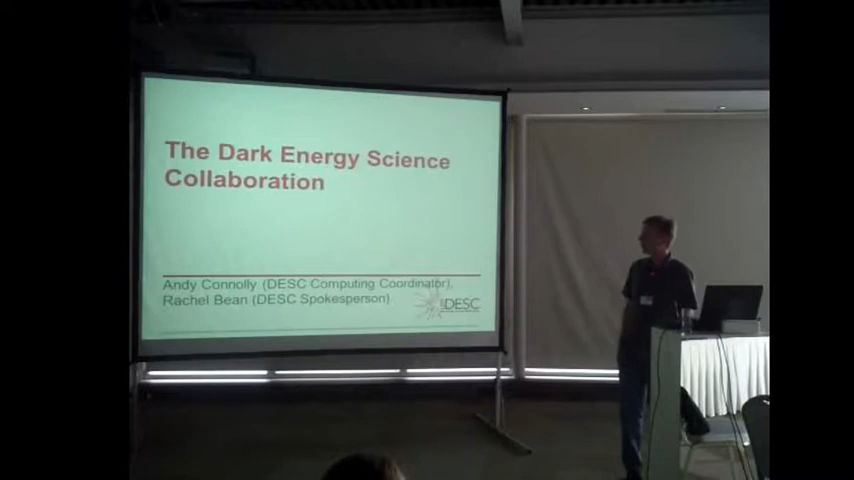 The Dark Energy Science
Collaboration
Andy Connolly (DESC Computing Coordinator),
Rachel Bean (DESC Spokesperson)
DESC